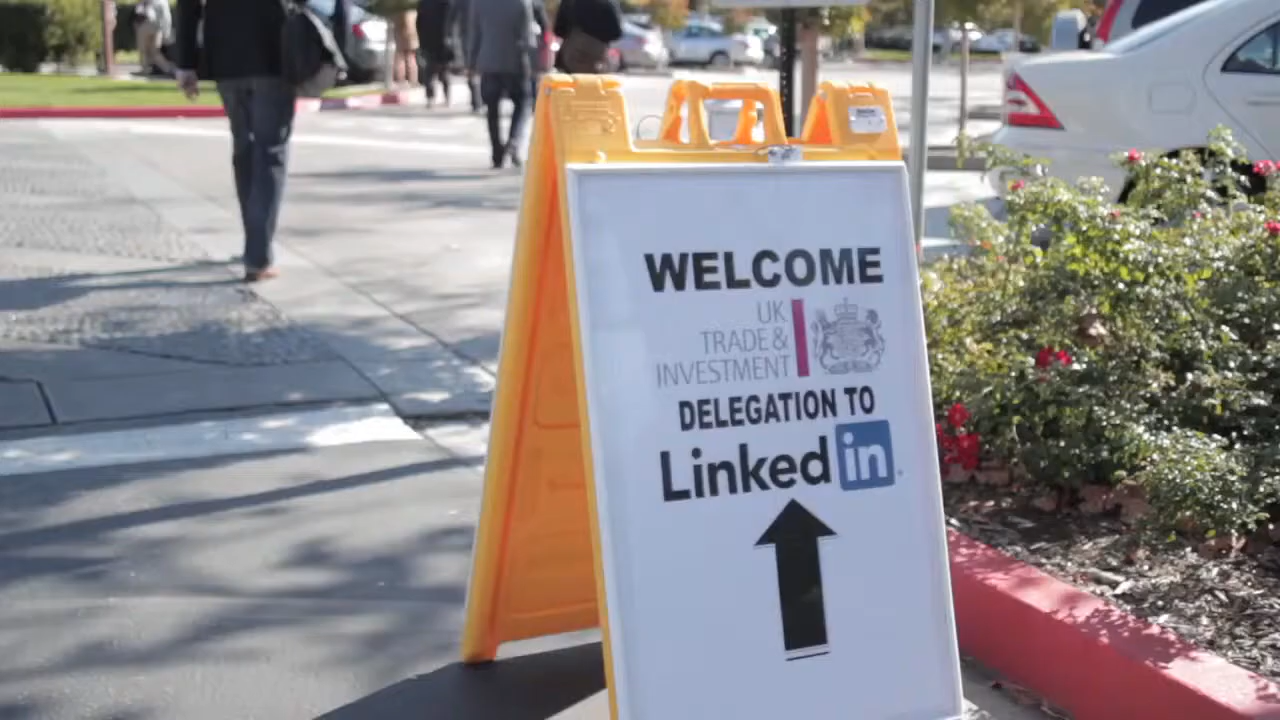 WELCOME
UK
TRADE &
INVESTMENT
DELEGATION TO
Linked in